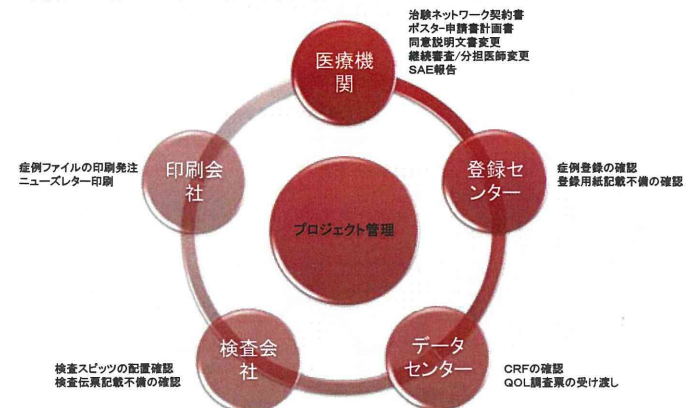 治験ネットワーク契約書
ポスター申請書計画書
同意説明文書変更
継続審査/分担医師変更
SAE報告
医療機
関
症例ファイルの印刷発注
ニューズレター印刷
印刷会
社
登録セ
ンター
症例登録の確認
登録用紙記載不備の確認
プロジェクト管理
検査スピッツの配置確認
検査伝票記載不備の確認
検査会
社
データ
センター
CRFの確認
QOL調査票の受け渡し